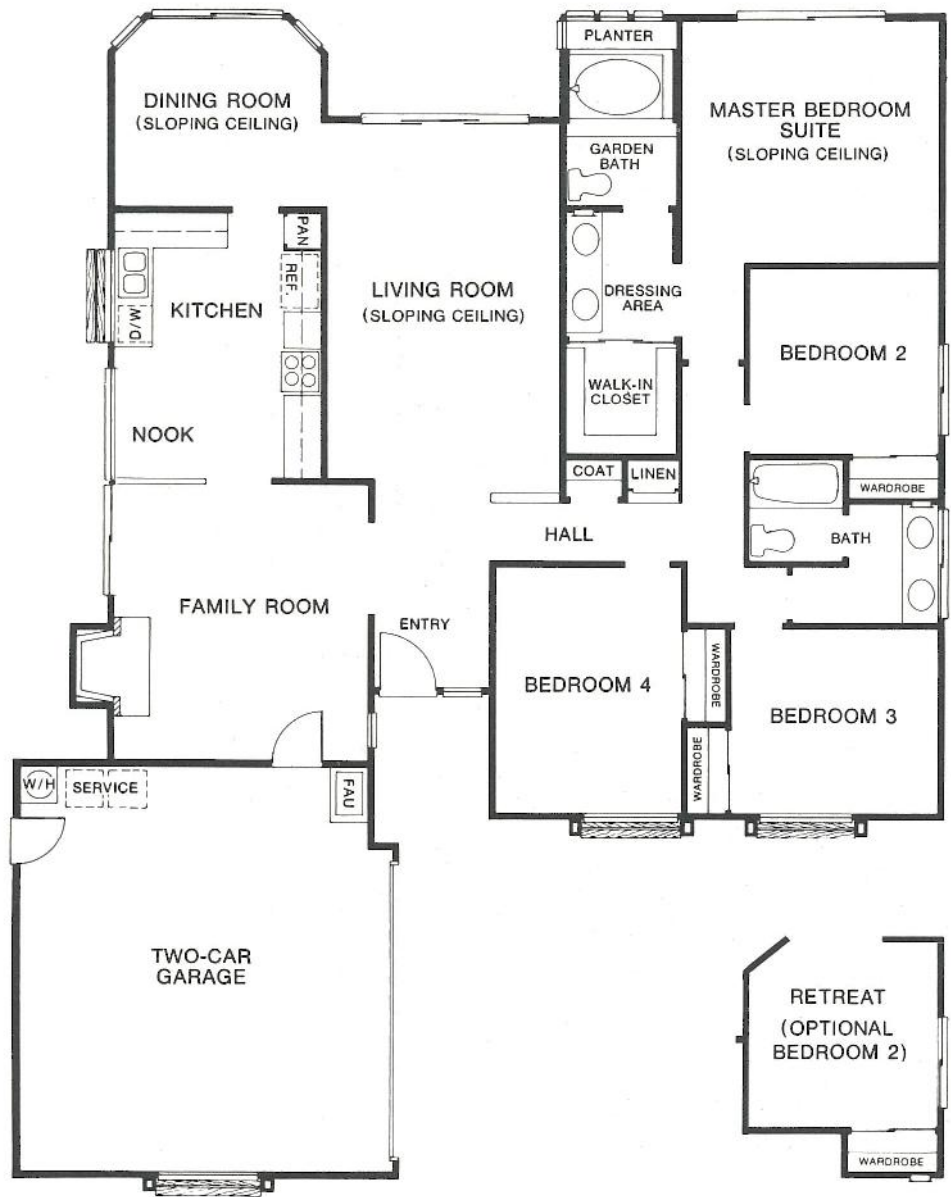 PLANTER
DINING ROOM
(SLOPING CEILING)
MASTER BEDROOM
SUITE
(SLOPING CEILING)
GARDEN
BATH
PAN
REF.
KITCHEN
W/D
LIVING ROOM
(SLOPING CEILING)
DRESSING
AREA
BEDROOM 2
WALK-IN
CLOSET
NOOK
COAT
LINEN
WARDROBE
HALL
BATH
FAMILY ROOM
ENTRY
BEDROOM 4
WARDROBE
BEDROOM 3
WARDROBE
W/H
SERVICE
FAU
TWO-CAR
GARAGE
RETREAT
(OPTIONAL
BEDROOM 2)
WARDROBE